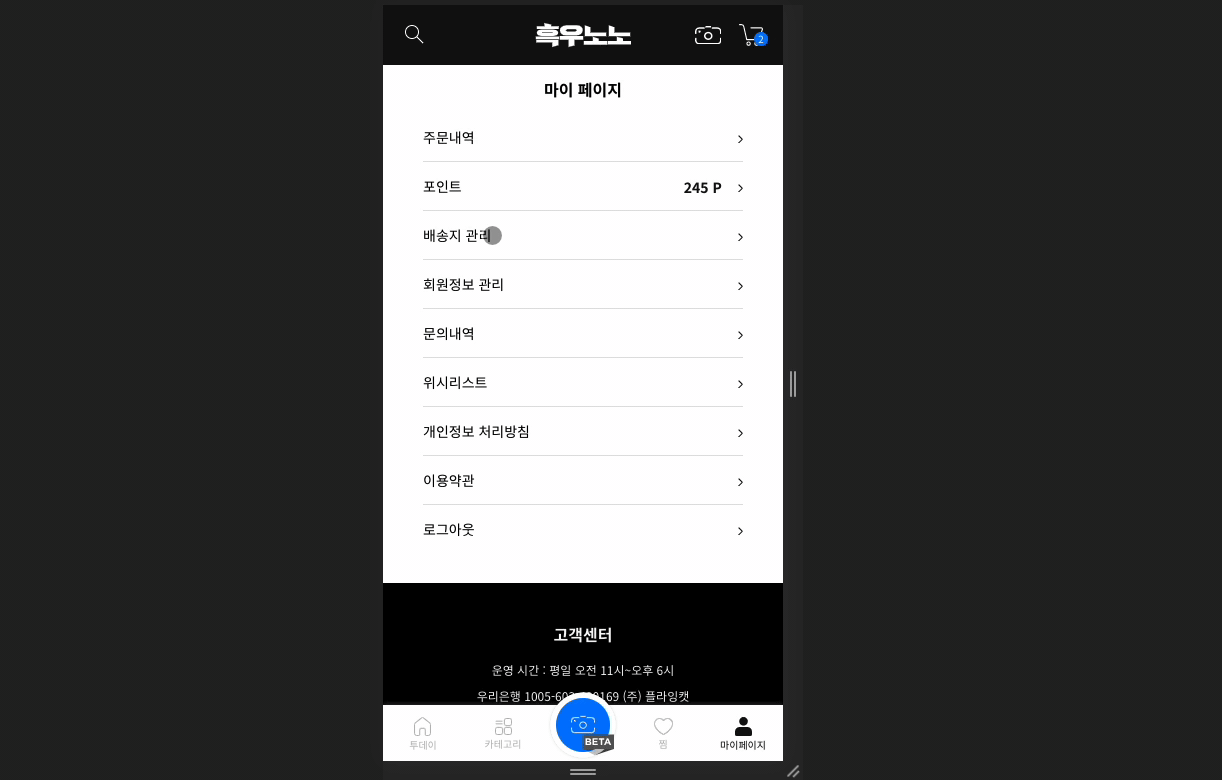 흑우노노
2
마이 페이지
주문내역
포인트 245 P
배송지 관리
회원정보 관리
문의내역
위시리스트
개인정보 처리방침
이용약관
로그아웃
고객센터
운영 시간 : 평일 오전 11시~오후 6시
우리은행 (주) 플라잉캣
BETA
투데이
카테고리
찜
마이페이지